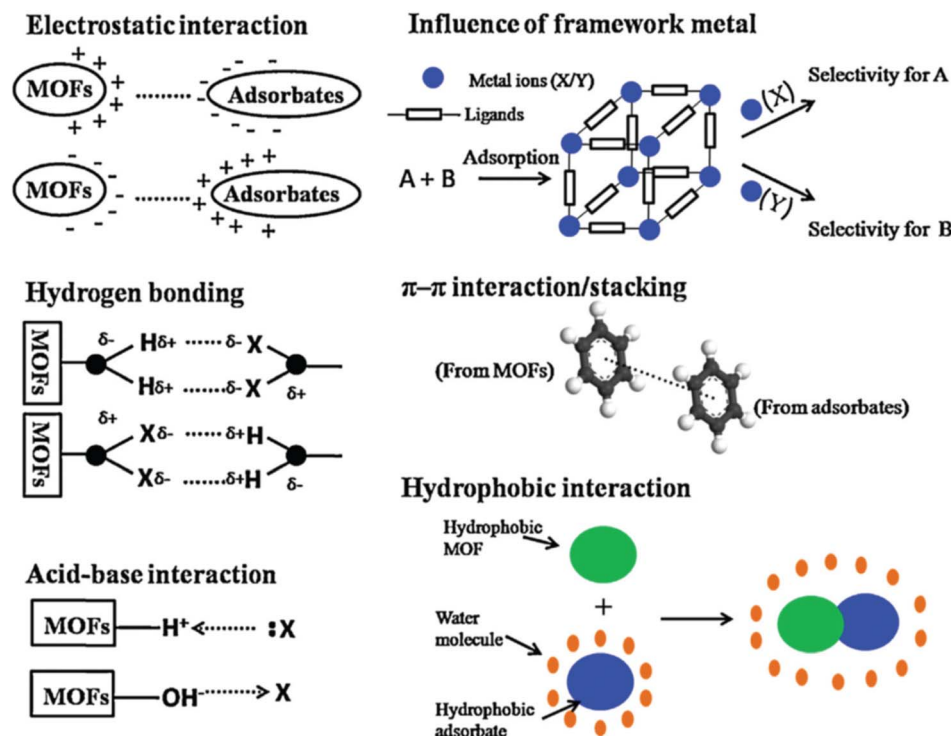 Electrostatic interaction
+ + + + + + +
MOFs
- - - - - - - -
Adsorbates
- - - - - -
MOFs
+ + + + + + + + +
Adsorbates
Hydrogen bonding
MOFs
δ- Hδ+ δ- X
Hδ+ δ- X δ+
MOFs
δ+ Xδ- δ+H
Xδ- δ+H δ-
Acid-base interaction
MOFs H+ :X
MOFs OH- X
Influence of framework metal
Metal ions (X/Y)
Ligands
A + B
Adsorption
(X)
Selectivity for A
(Y)
Selectivity for B
π–π interaction/stacking
(From MOFs)
(From adsorbates)
Hydrophobic interaction
Hydrophobic
MOF
+
Water
molecule
Hydrophobic
adsorbate